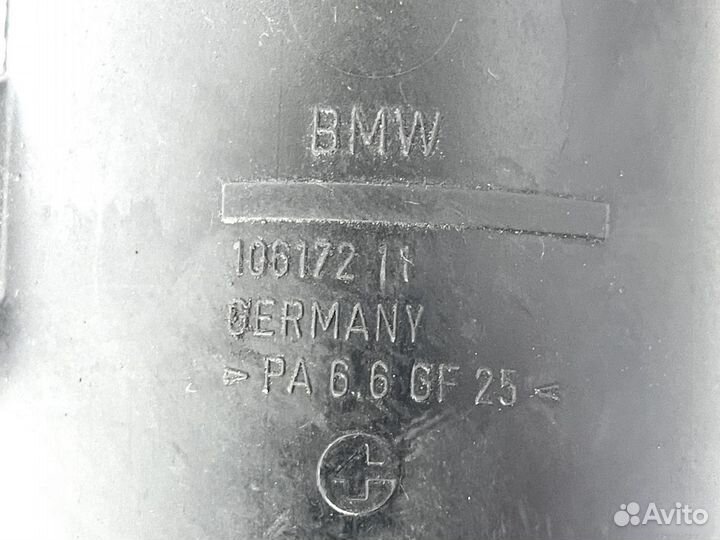 BMW
106172 11
GERMANY
> PA 6.6 GF 25 <
Avito